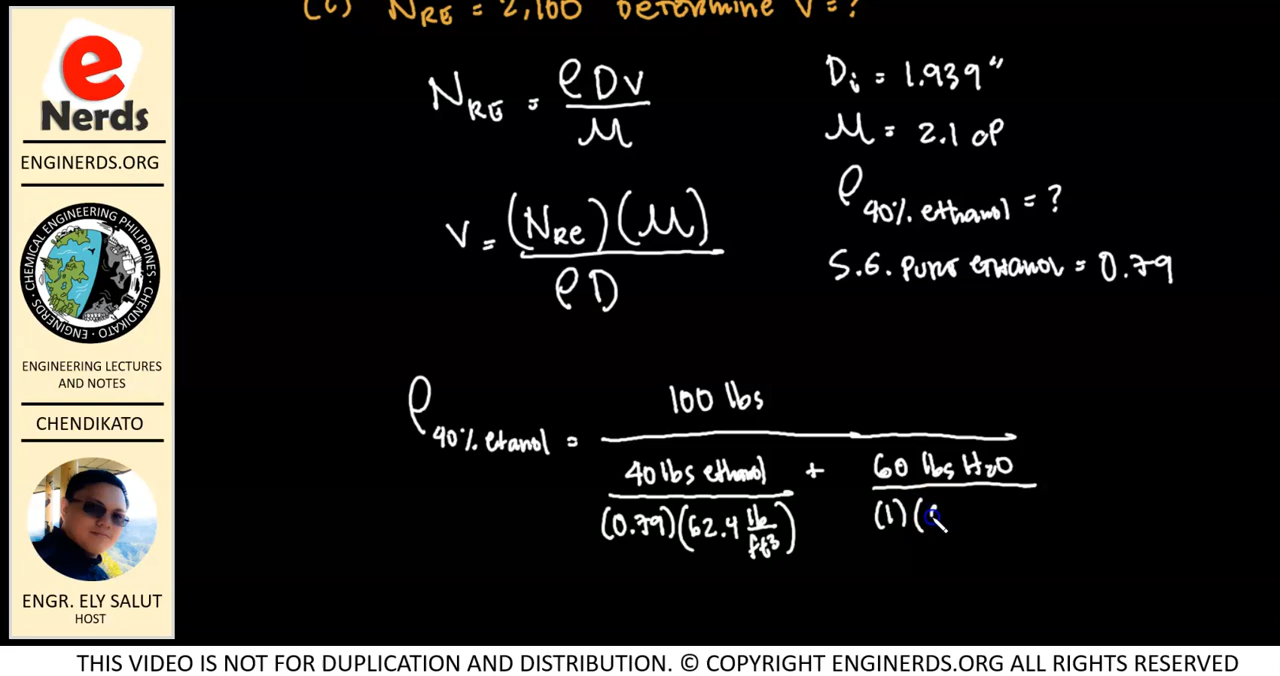 (c) NRE = 2,100 Determine V = ?
e
Nerds
ENGINERDS.ORG
CHEMICAL ENGINEERING PHILIPPINES
CHENDIKATO · ENGINERDS · CHENDIKATO
ENGINEERING LECTURES
AND NOTES
CHENDIKATO
ENGR. ELY SALUT
HOST
NRE = ρDV
μ
V = (NRe)(μ)
ρD
Di = 1.939"
μ = 2.1 cP
ρ40% ethanol = ?
S.G. pure ethanol = 0.79
ρ40% etanol = 100 lbs
40 lbs ethanol + 60 lbs H2O
(0.79)(62.4 lb/ft³) (1)(
THIS VIDEO IS NOT FOR DUPLICATION AND DISTRIBUTION. © COPYRIGHT ENGINERDS.ORG ALL RIGHTS RESERVED